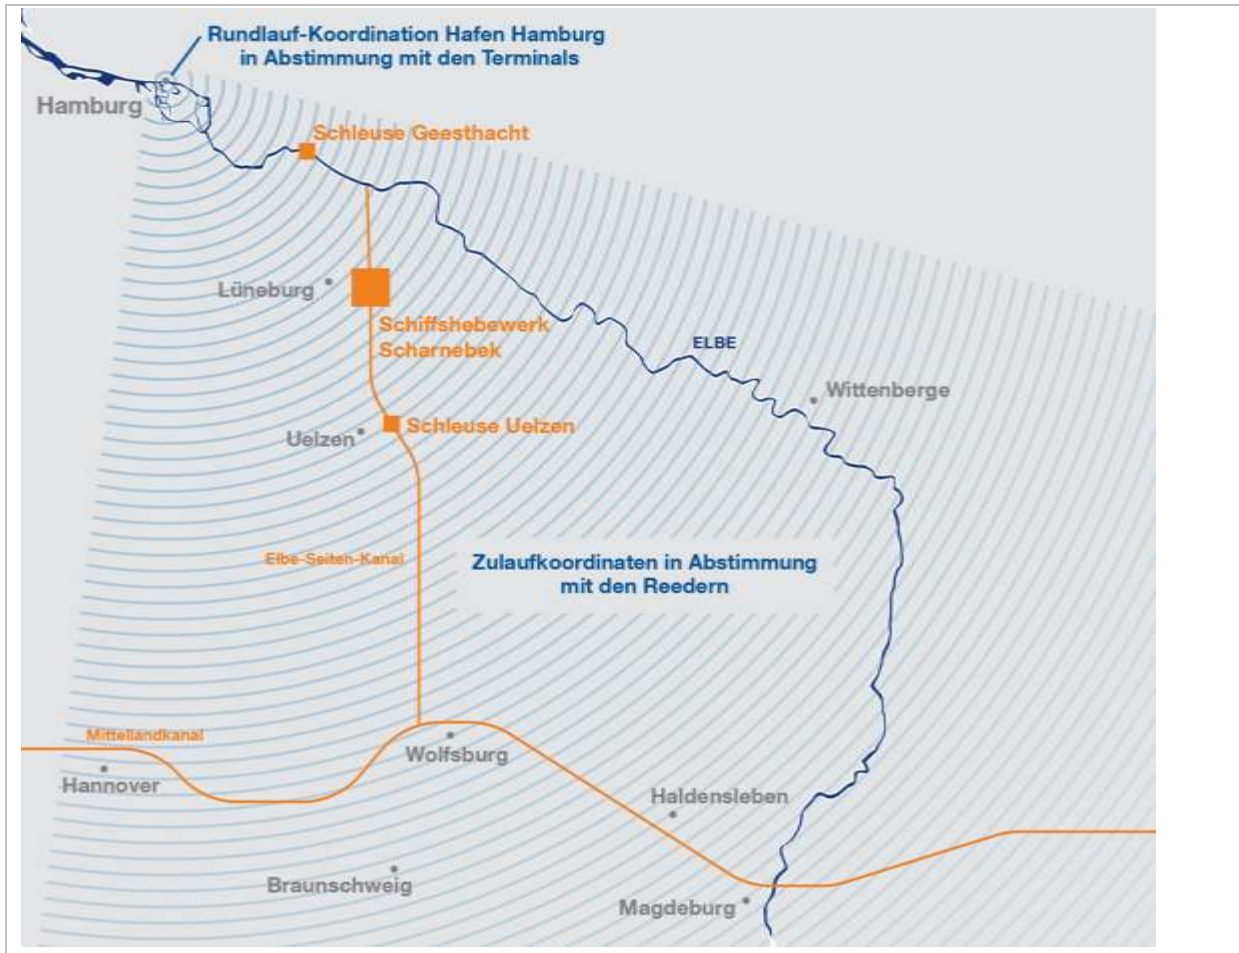 Rundlauf-Koordination Hafen Hamburg
in Abstimmung mit den Terminals
Hamburg
Schleuse Geesthacht
Lüneburg
Schiffshebewerk
Scharnebek
ELBE
Wittenberge
Schleuse Uelzen
Uelzen
Elbe-Seiten-Kanal
Zulaufkoordinaten in Abstimmung
mit den Reedern
Mittellandkanal
Wolfsburg
Hannover
Haldensleben
Braunschweig
Magdeburg